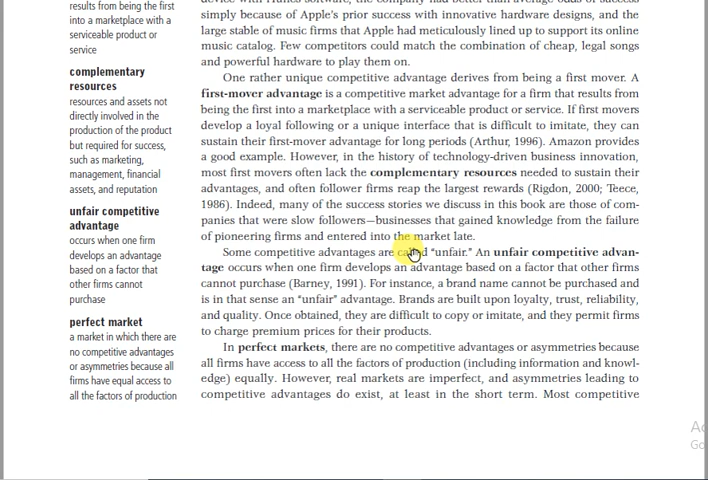 results from being the first
into a marketplace with a
serviceable product or
service
complementary
resources
resources and assets not
directly involved in the
production of the product
but required for success,
such as marketing,
management, financial
assets, and reputation
unfair competitive
advantage
occurs when one firm
develops an advantage
based on a factor that
other firms cannot
purchase
perfect market
a market in which there are
no competitive advantages
or asymmetries because all
firms have equal access to
all the factors of production
simply because of Apple's prior success with innovative hardware designs, and the
large stable of music firms that Apple had meticulously lined up to support its online
music catalog. Few competitors could match the combination of cheap, legal songs
and powerful hardware to play them on.
One rather unique competitive advantage derives from being a first mover. A
first-mover advantage is a competitive market advantage for a firm that results from
being the first into a marketplace with a serviceable product or service. If first movers
develop a loyal following or a unique interface that is difficult to imitate, they can
sustain their first-mover advantage for long periods (Arthur, 1996). Amazon provides
a good example. However, in the history of technology-driven business innovation,
most first movers often lack the complementary resources needed to sustain their
advantages, and often follower firms reap the largest rewards (Rigdon, 2000; Teece,
1986). Indeed, many of the success stories we discuss in this book are those of com-
panies that were slow followers—businesses that gained knowledge from the failure
of pioneering firms and entered into the market late.
Some competitive advantages are called "unfair." An unfair competitive advan-
tage occurs when one firm develops an advantage based on a factor that other firms
cannot purchase (Barney, 1991). For instance, a brand name cannot be purchased and
is in that sense an "unfair" advantage. Brands are built upon loyalty, trust, reliability,
and quality. Once obtained, they are difficult to copy or imitate, and they permit firms
to charge premium prices for their products.
In perfect markets, there are no competitive advantages or asymmetries because
all firms have access to all the factors of production (including information and knowl-
edge) equally. However, real markets are imperfect, and asymmetries leading to
competitive advantages do exist, at least in the short term. Most competitive